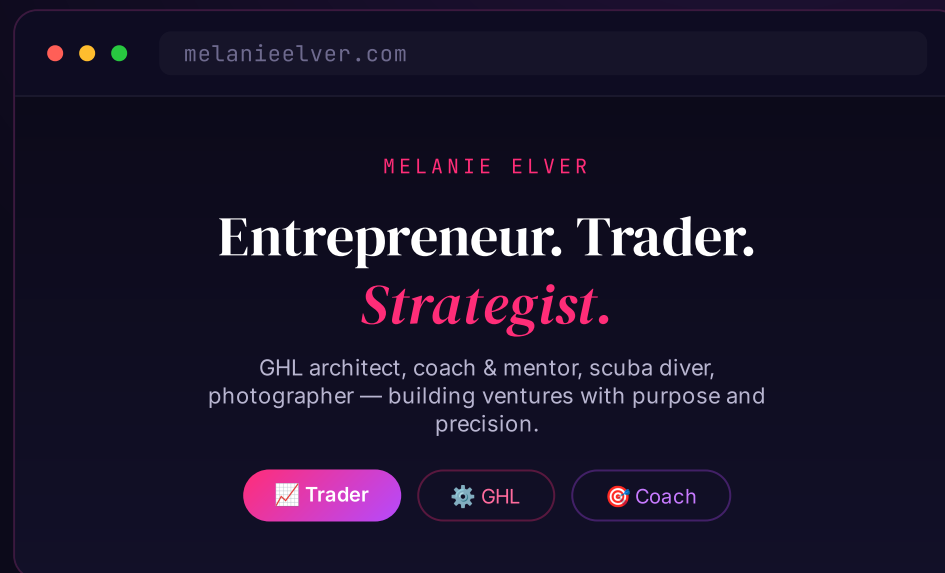 melanieelver.com
MELANIE ELVER
Entrepreneur. Trader.
Strategist.
GHL architect, coach & mentor, scuba diver,
photographer — building ventures with purpose and
precision.
📈 Trader
⚙️ GHL
🎯 Coach